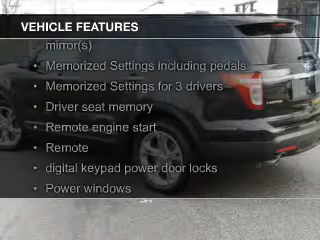 VEHICLE FEATURES
mirror(s)
• Memorized Settings including pedals
• Memorized Settings for 3 drivers
• Driver seat memory
• Remote engine start
• Remote
• digital keypad power door locks
• Power windows